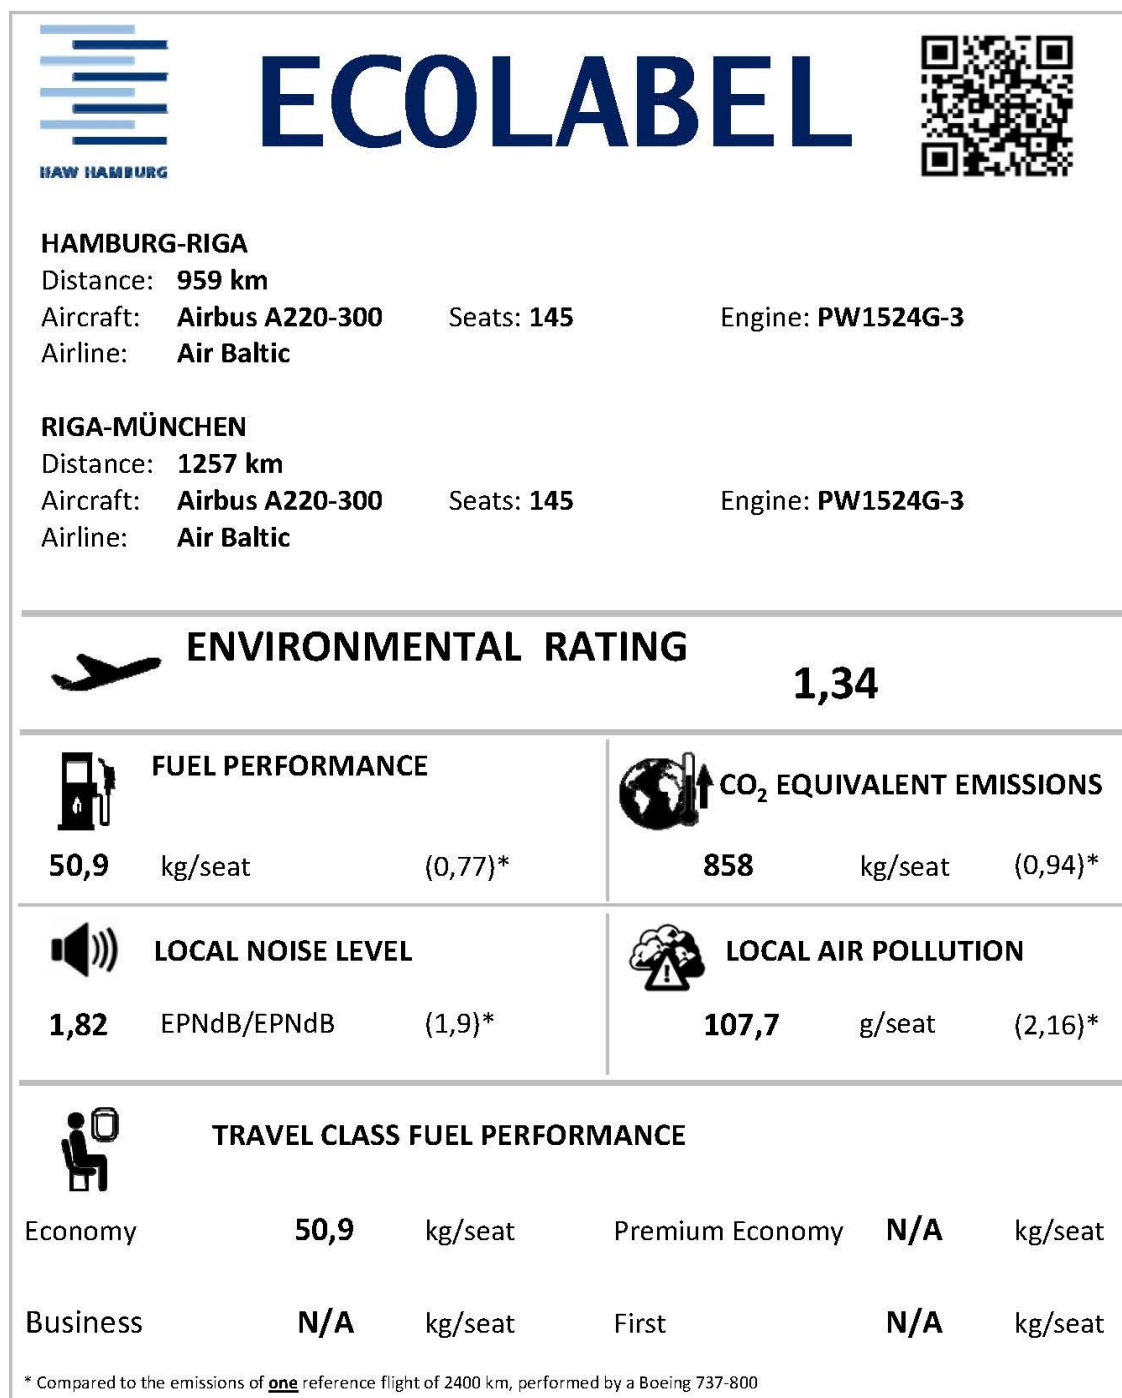 ECOLABEL
HAW HAMBURG
HAMBURG-RIGA
Distance: 959 km
Aircraft: Airbus A220-300 Seats: 145 Engine: PW1524G-3
Airline: Air Baltic
RIGA-MÜNCHEN
Distance: 1257 km
Aircraft: Airbus A220-300 Seats: 145 Engine: PW1524G-3
Airline: Air Baltic
ENVIRONMENTAL RATING
1,34
FUEL PERFORMANCE
50,9 kg/seat (0,77)*
CO₂ EQUIVALENT EMISSIONS
858 kg/seat (0,94)*
LOCAL NOISE LEVEL
1,82 EPNdB/EPNdB (1,9)*
LOCAL AIR POLLUTION
107,7 g/seat (2,16)*
TRAVEL CLASS FUEL PERFORMANCE
Economy 50,9 kg/seat Premium Economy N/A kg/seat
Business N/A kg/seat First N/A kg/seat
* Compared to the emissions of one reference flight of 2400 km, performed by a Boeing 737-800